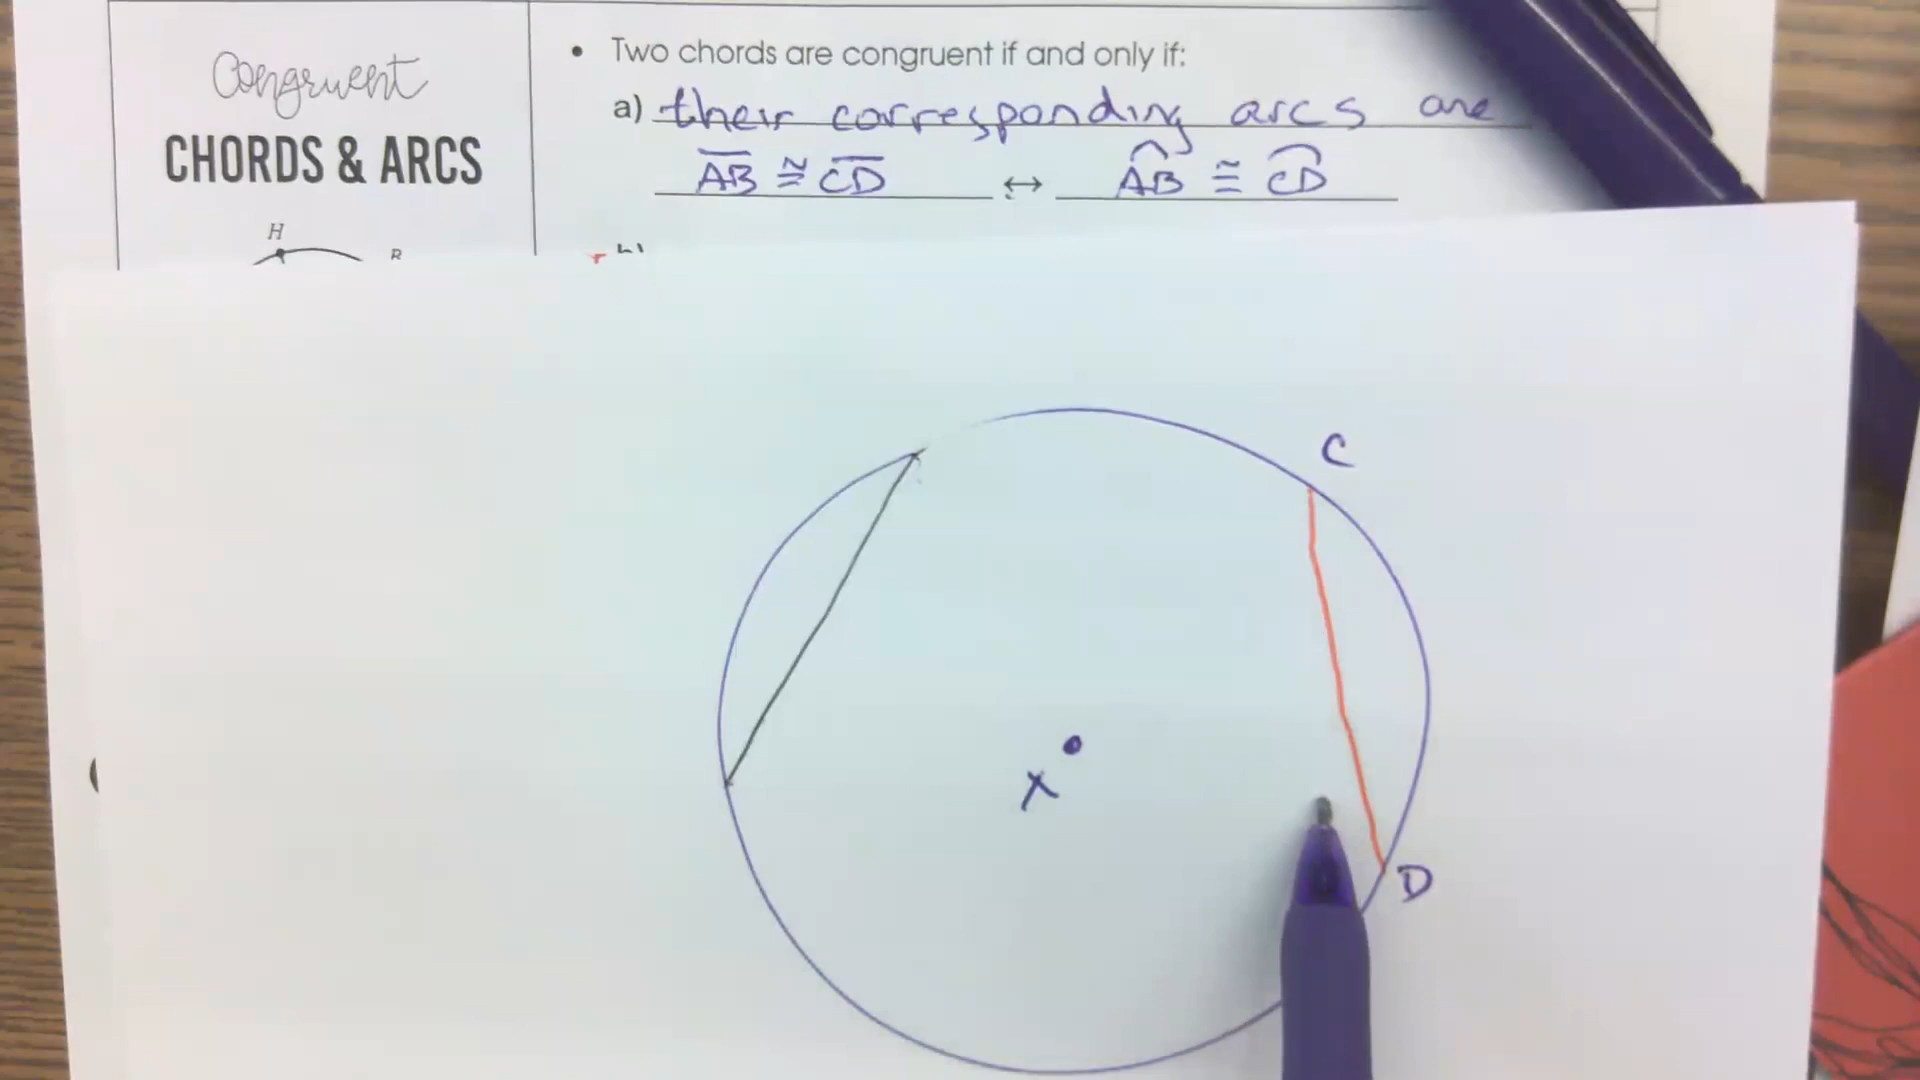 Congruent
CHORDS & ARCS
• Two chords are congruent if and only if:
a) their corresponding arcs are
AB ≅ CD ↔ AB ≅ CD
H
B
C
X
D